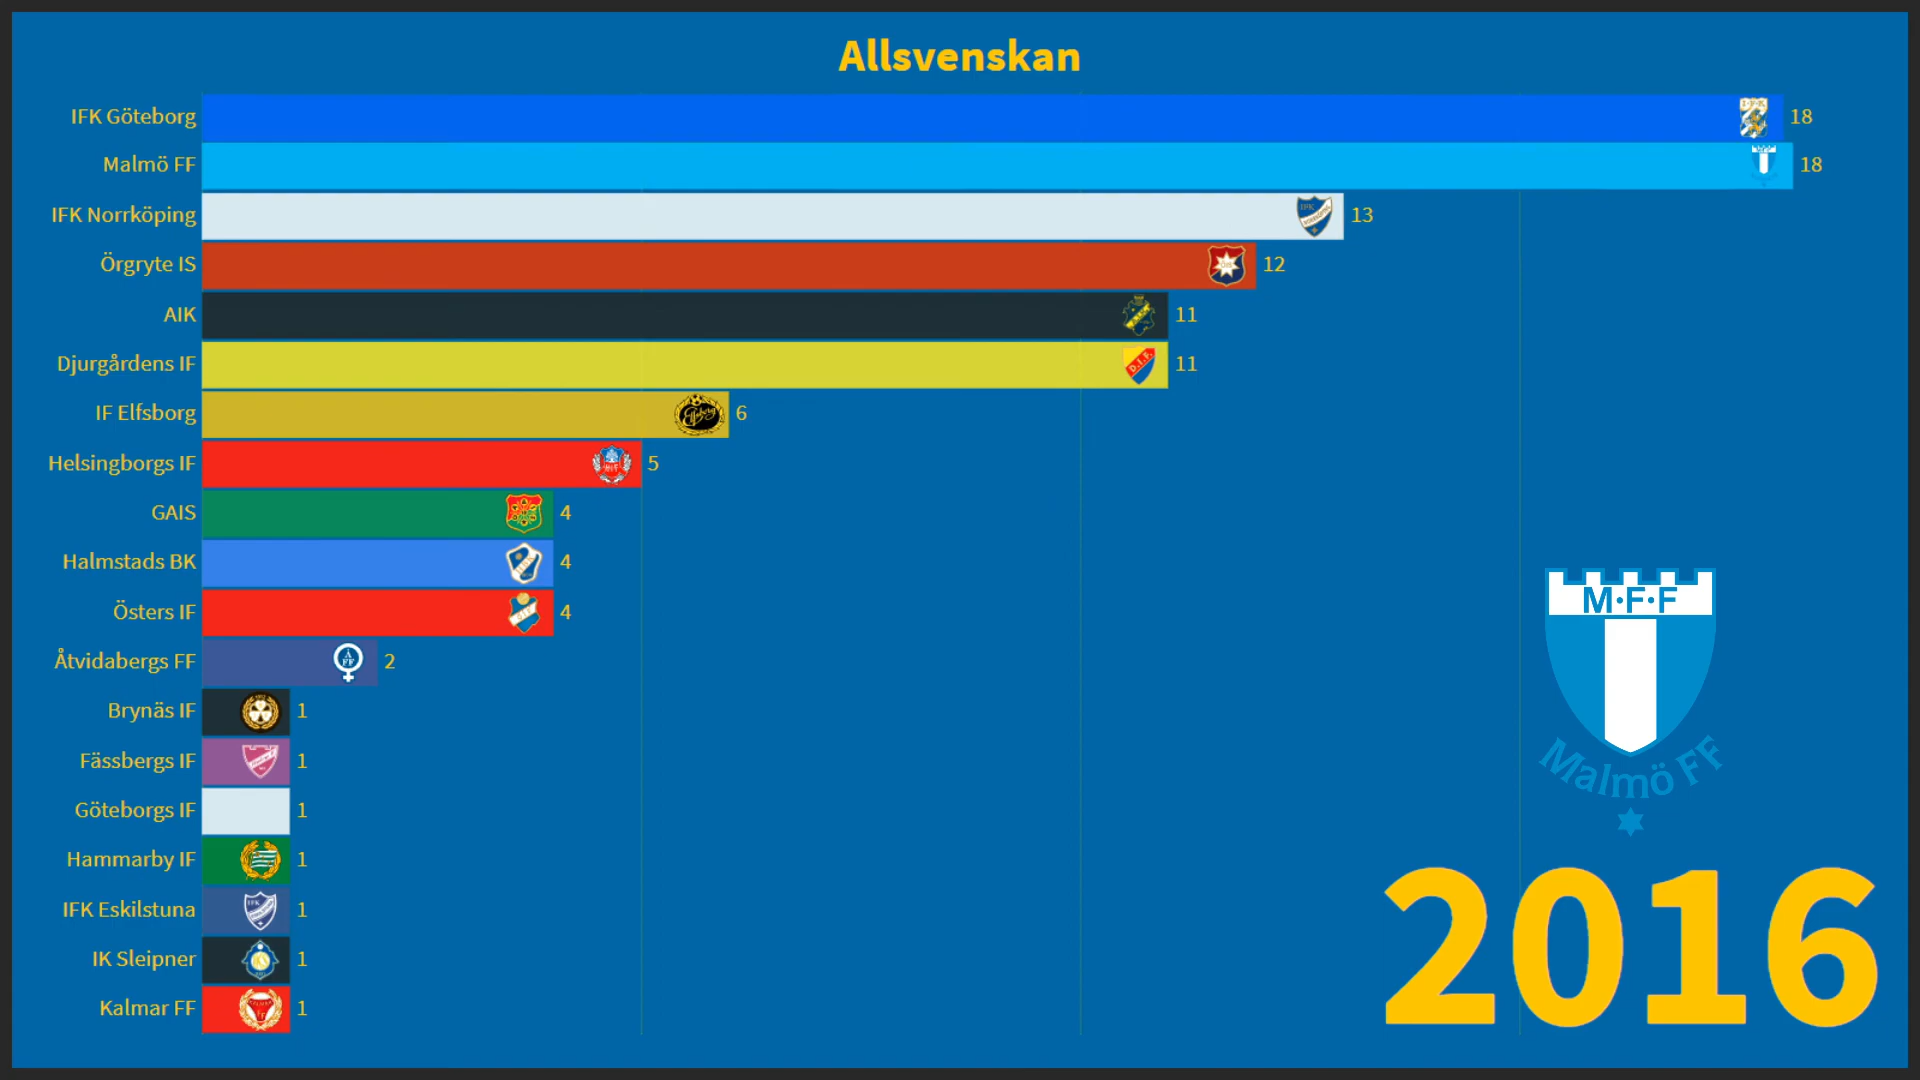 Allsvenskan
IFK Göteborg 18
Malmö FF 18
IFK Norrköping 13
Örgryte IS 12
AIK 11
Djurgårdens IF 11
IF Elfsborg 6
Helsingborgs IF 5
GAIS 4
Halmstads BK 4
Östers IF 4
Åtvidabergs FF 2
Brynäs IF 1
Fässbergs IF 1
Göteborgs IF 1
Hammarby IF 1
IFK Eskilstuna 1
IK Sleipner 1
Kalmar FF 1
M·F·F
Malmö FF
2016